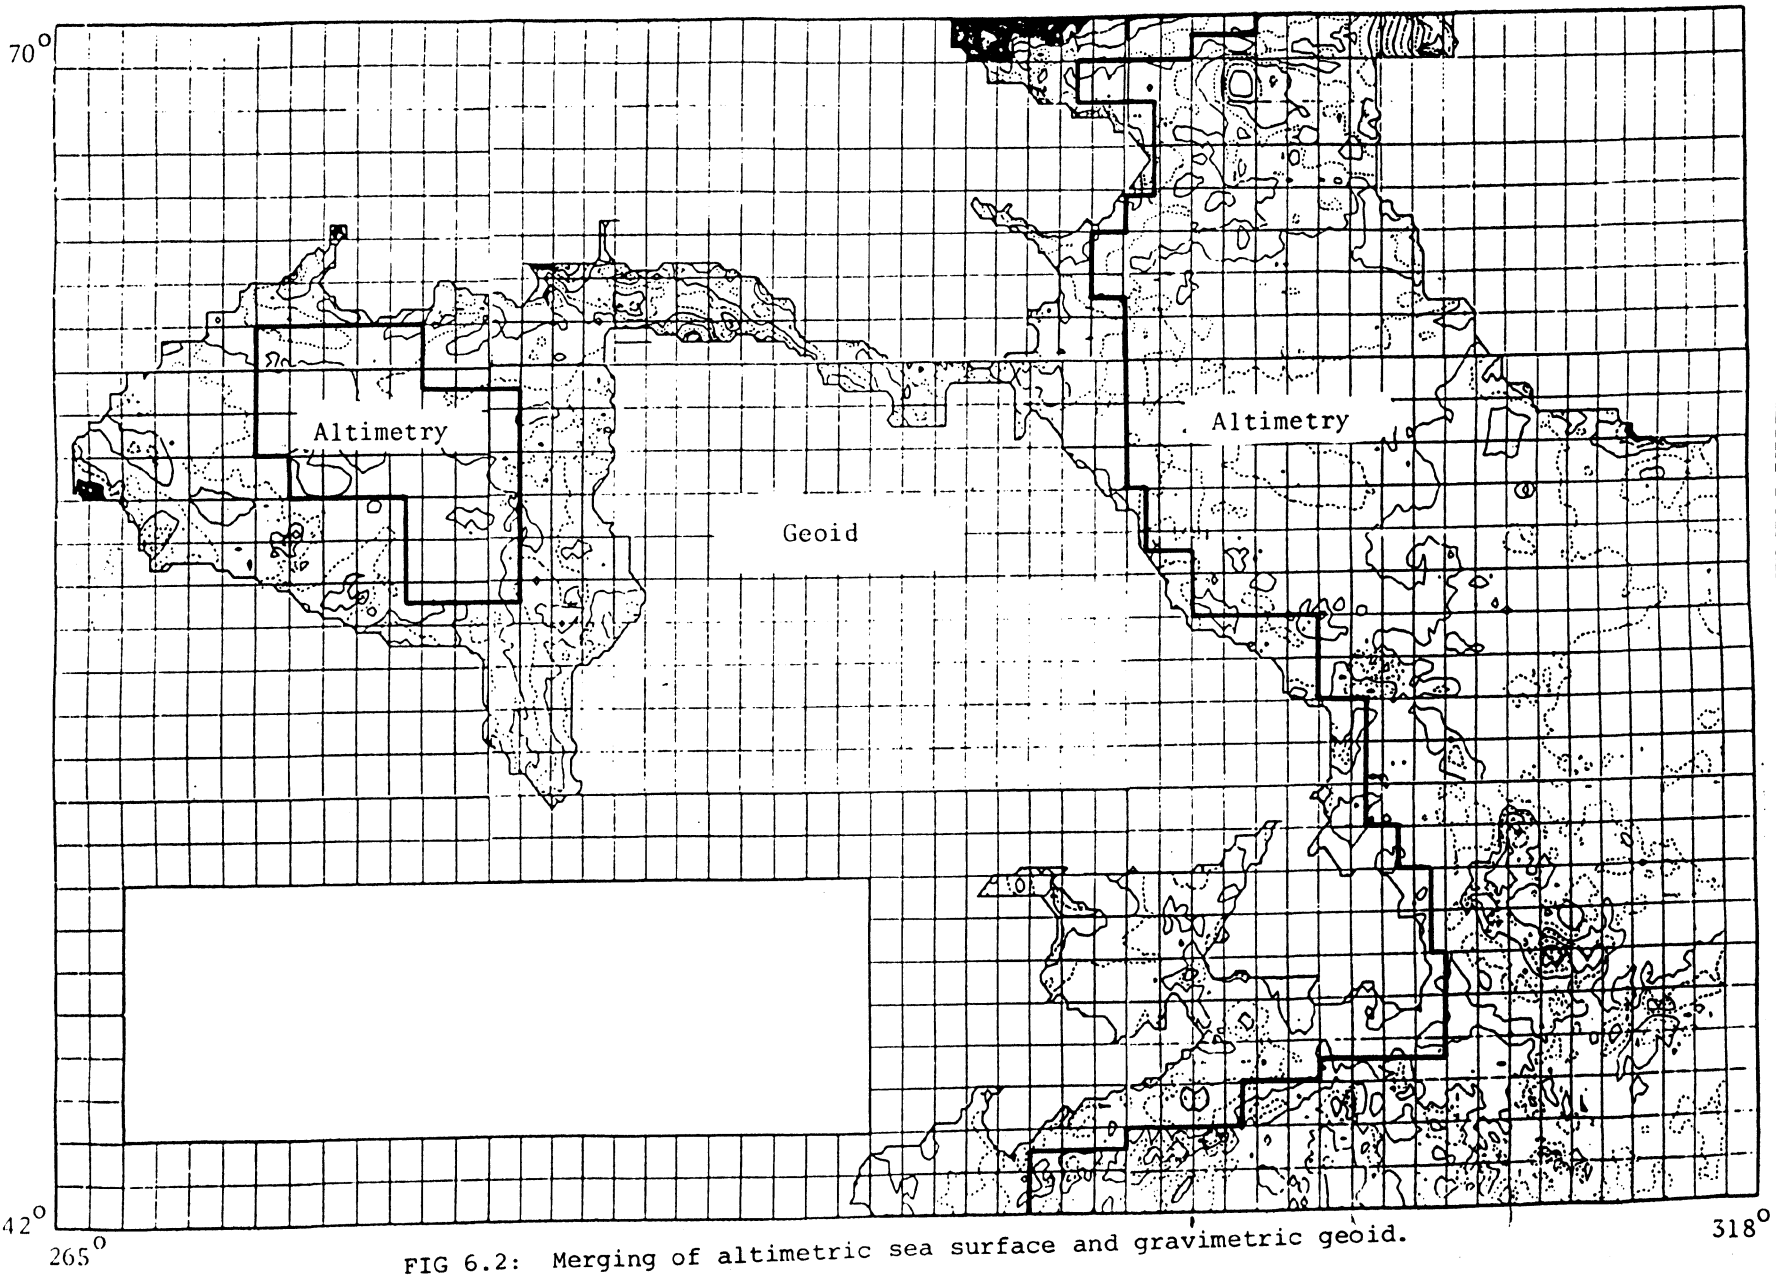 70°
Altimetry
Altimetry
Geoid
42°
265°
318°
FIG 6.2: Merging of altimetric sea surface and gravimetric geoid.